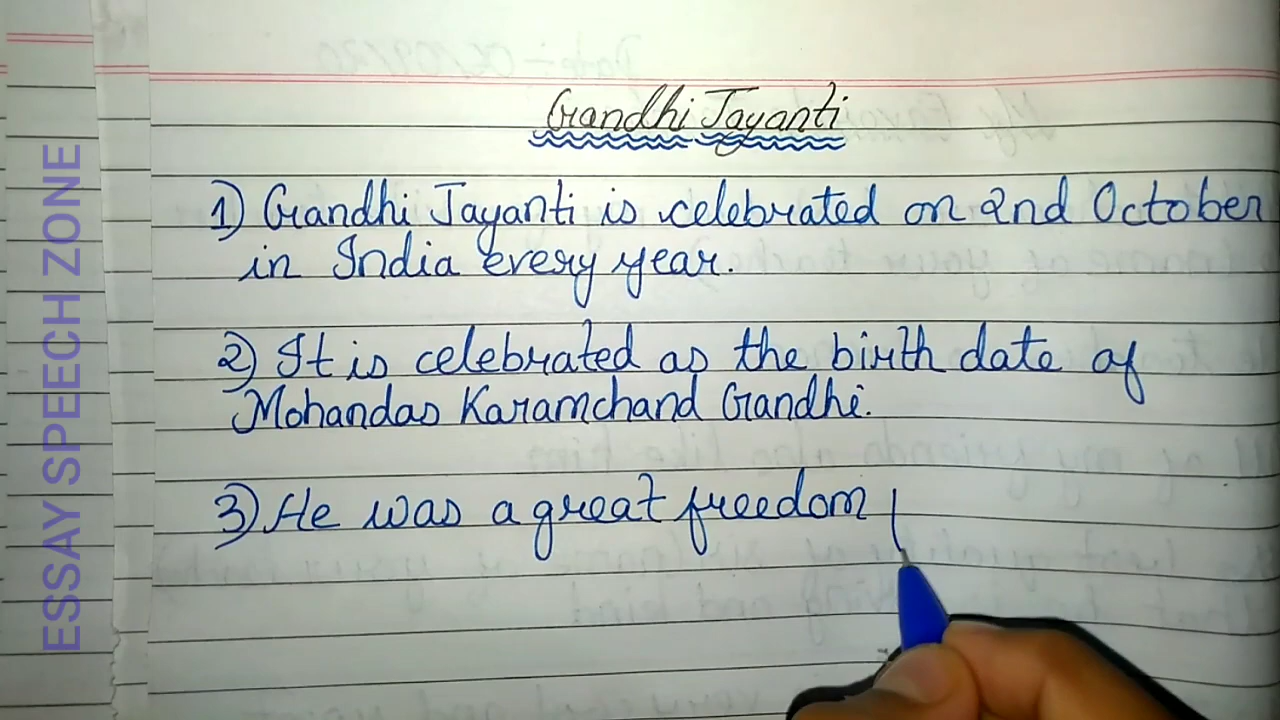 Gandhi Jayanti
1) Gandhi Jayanti is celebrated on 2nd October
in India every year.
2) It is celebrated as the birth date of
Mohandas Karamchand Gandhi.
3) He was a great freedom
ESSAY SPEECH ZONE